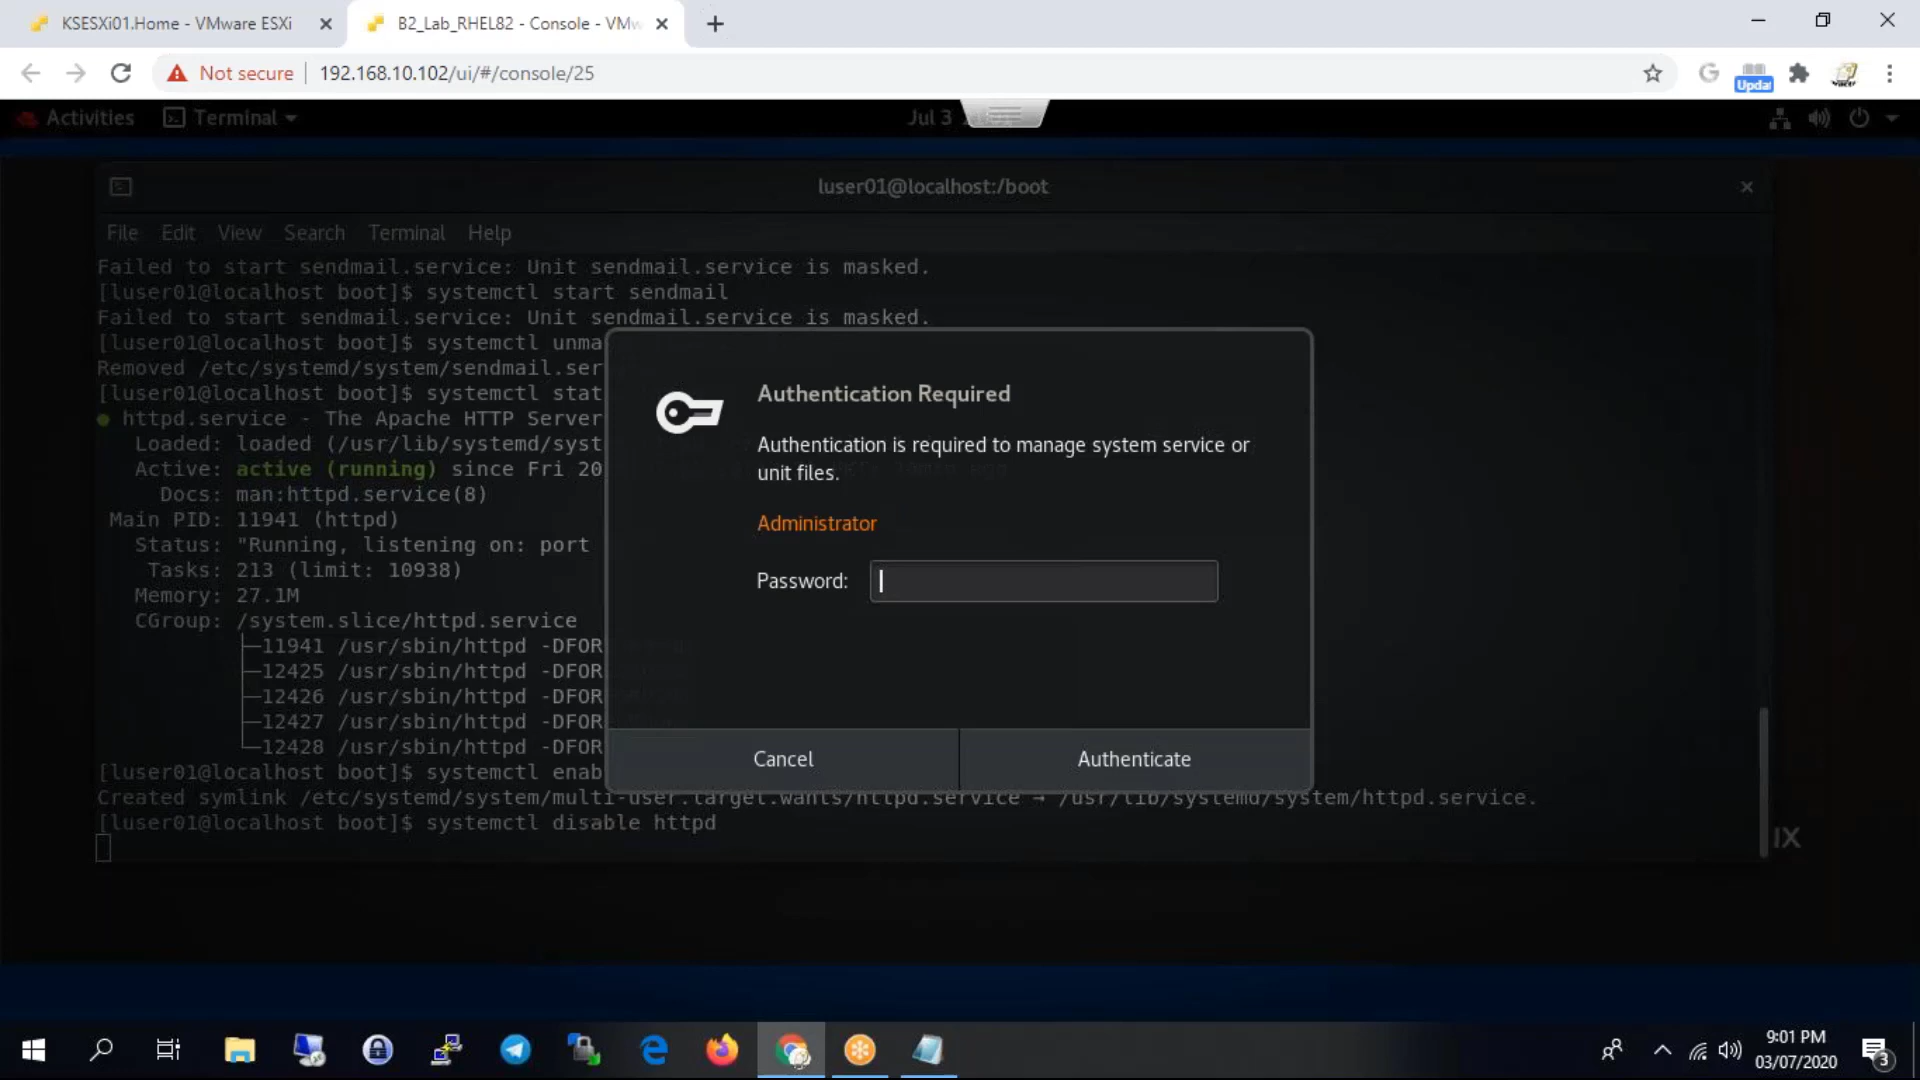 KSESXi01.Home - VMware ESXi
B2_Lab_RHEL82 - Console - VMw
Not secure
192.168.10.102/ui/#/console/25
Updat
Activities
Terminal
Jul 3
luser01@localhost:/boot
File Edit View Search Terminal Help
Failed to start sendmail.service: Unit sendmail.service is masked.
[luser01@localhost boot]$ systemctl start sendmail
Failed to start sendmail.service: Unit sendmail.service is masked.
[luser01@localhost boot]$ systemctl unma
Removed /etc/systemd/system/sendmail.ser
[luser01@localhost boot]$ systemctl stat
● httpd.service - The Apache HTTP Server
Loaded: loaded (/usr/lib/systemd/syst
Active: active (running) since Fri 20
Docs: man:httpd.service(8)
Main PID: 11941 (httpd)
Status: "Running, listening on: port
Tasks: 213 (limit: 10938)
Memory: 27.1M
CGroup: /system.slice/httpd.service
├─11941 /usr/sbin/httpd -DFOR
├─12425 /usr/sbin/httpd -DFOR
├─12426 /usr/sbin/httpd -DFOR
├─12427 /usr/sbin/httpd -DFOR
└─12428 /usr/sbin/httpd -DFOR
[luser01@localhost boot]$ systemctl enab
Created symlink /etc/systemd/system/multi-user.target.wants/httpd.service → /usr/lib/systemd/system/httpd.service.
[luser01@localhost boot]$ systemctl disable httpd
Authentication Required
Authentication is required to manage system service or
unit files.
Administrator
Password:
Cancel
Authenticate
IX
9:01 PM
03/07/2020
3